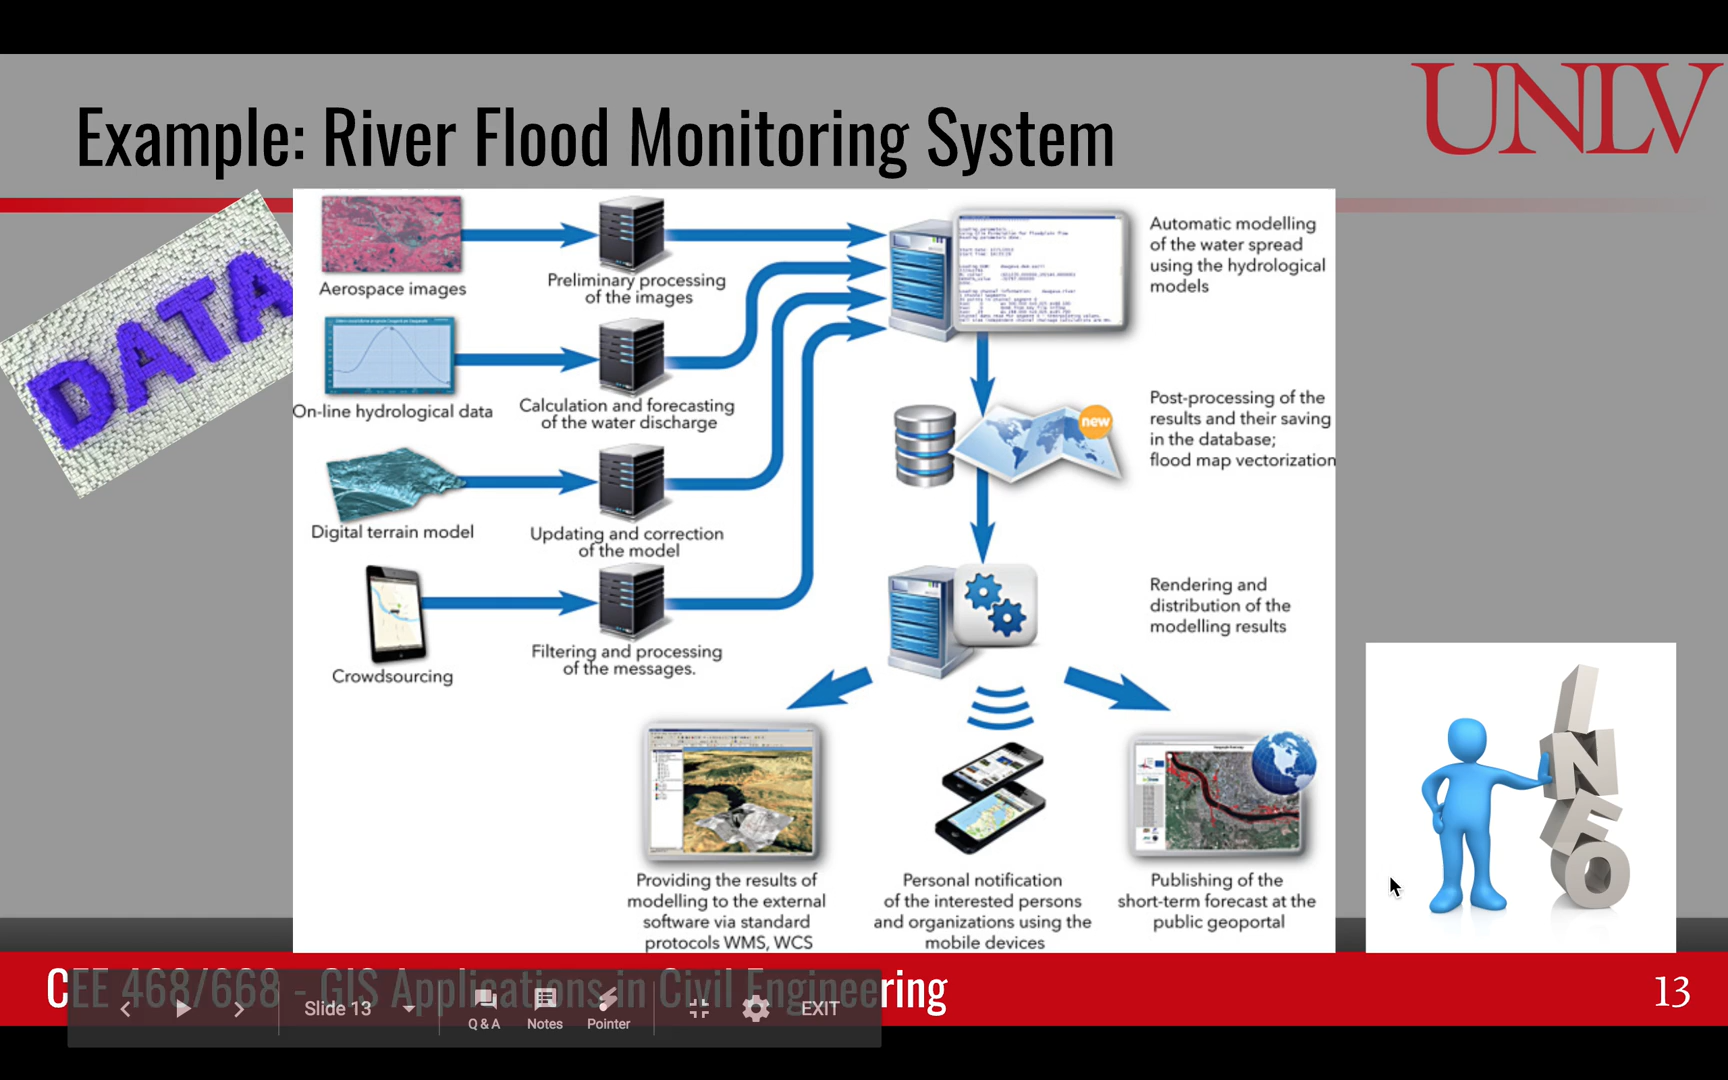 UNLV
Example: River Flood Monitoring System
DATA
Aerospace images
Preliminary processing
of the images
Automatic modelling
of the water spread
using the hydrological
models
On-line hydrological data
Calculation and forecasting
of the water discharge
new
Post-processing of the
results and their saving
in the database;
flood map vectorization
Digital terrain model
Updating and correction
of the model
Rendering and
distribution of the
modelling results
Crowdsourcing
Filtering and processing
of the messages.
INFO
Providing the results of
modelling to the external
software via standard
protocols WMS, WCS
Personal notification
of the interested persons
and organizations using the
mobile devices
Publishing of the
short-term forecast at the
public geoportal
CEE 468/668 - GIS Applications in Civil Engineering
13
Slide 13
Q & A
Notes
Pointer
EXIT